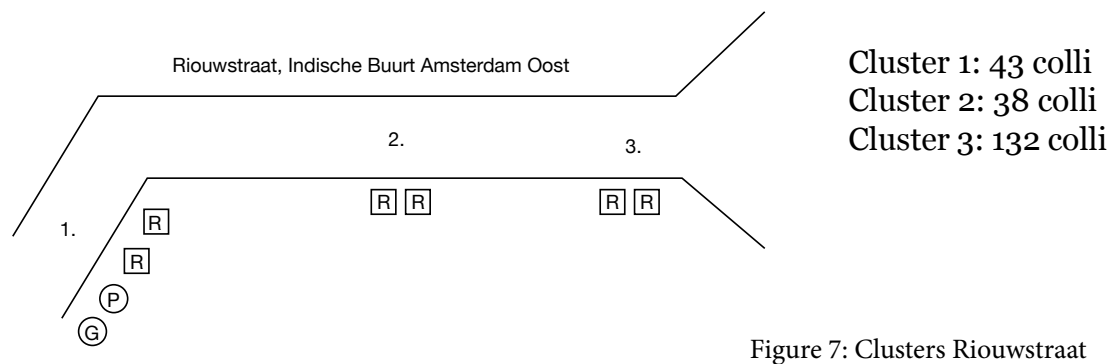 Riouwstraat, Indische Buurt Amsterdam Oost
Cluster 1: 43 colli
Cluster 2: 38 colli
Cluster 3: 132 colli
2.
3.
R R
R R
1.
R
R
P
G
Figure 7: Clusters Riouwstraat